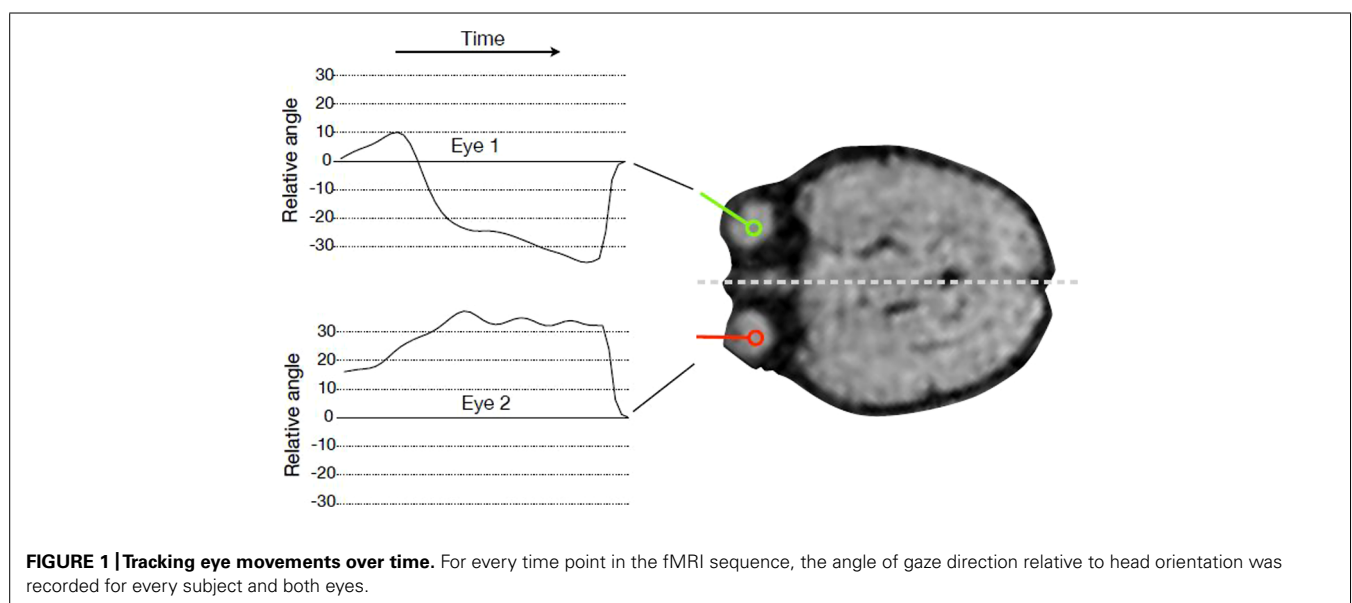 Time
Relative angle
30
20
10
0
-10
-20
-30
Eye 1
Relative angle
30
20
10
0
-10
-20
-30
Eye 2
FIGURE 1 | Tracking eye movements over time. For every time point in the fMRI sequence, the angle of gaze direction relative to head orientation was
recorded for every subject and both eyes.